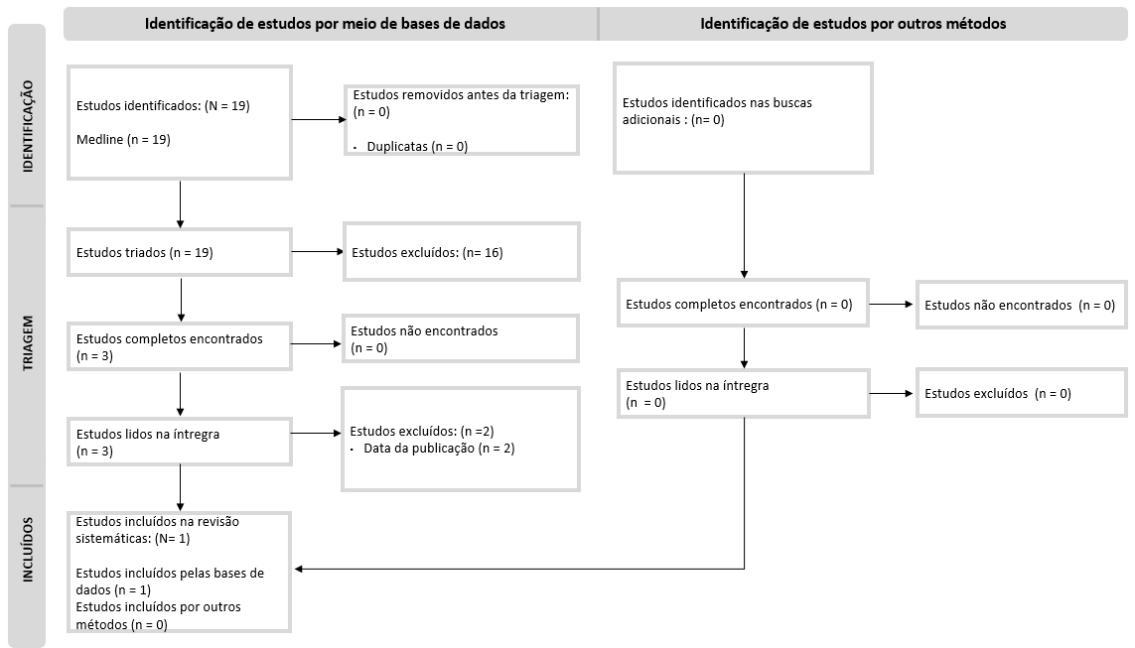 Identificação de estudos por meio de bases de dados
Identificação de estudos por outros métodos
IDENTIFICAÇÃO
Estudos identificados: (N = 19)
Medline (n = 19)
Estudos removidos antes da triagem:
(n = 0)
- Duplicatas (n = 0)
Estudos identificados nas buscas
adicionais : (n= 0)
TRIAGEM
Estudos triados (n = 19)
Estudos excluídos: (n= 16)
Estudos completos encontrados
(n = 3)
Estudos não encontrados
(n = 0)
Estudos completos encontrados (n = 0)
Estudos não encontrados (n = 0)
Estudos lidos na íntregra
(n = 3)
Estudos excluídos: (n =2)
- Data da publicação (n = 2)
Estudos lidos na íntregra
(n = 0)
Estudos excluídos (n = 0)
INCLUÍDOS
Estudos incluídos na revisão
sistemáticas: (N= 1)
Estudos incluídos pelas bases de
dados (n = 1)
Estudos incluídos por outros
métodos (n = 0)